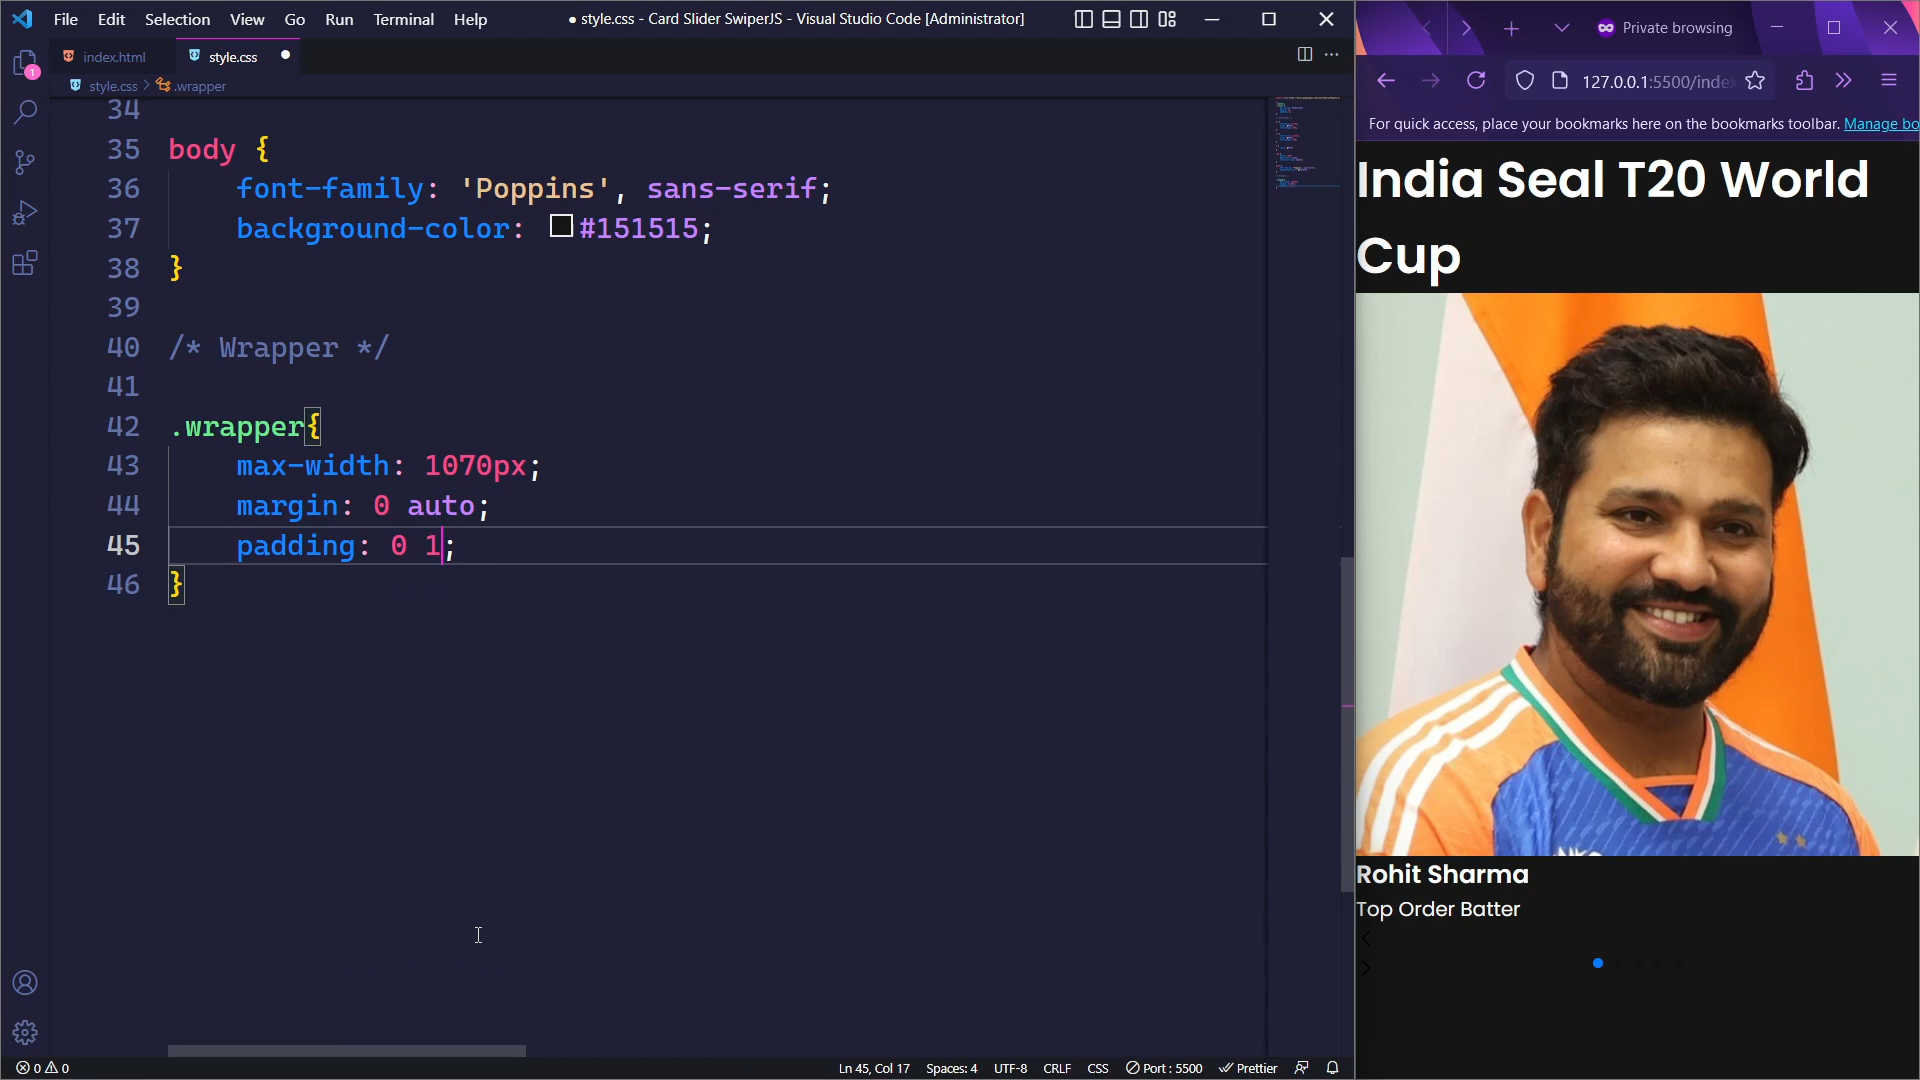 File Edit Selection View Go Run Terminal Help
● style.css - Card Slider SwiperJS - Visual Studio Code [Administrator]
index.html
style.css
style.css > .wrapper
1
34
35 body {
36 font-family: 'Poppins', sans-serif;
37 background-color: #151515;
38 }
39
40 /* Wrapper */
41
42 .wrapper{
43 max-width: 1070px;
44 margin: 0 auto;
45 padding: 0 1;
46 }
0 0
Ln 45, Col 17 Spaces: 4 UTF-8 CRLF CSS Port : 5500 Prettier
Private browsing
127.0.0.1:5500/index
For quick access, place your bookmarks here on the bookmarks toolbar. Manage bo
India Seal T20 World
Cup
Rohit Sharma
Top Order Batter